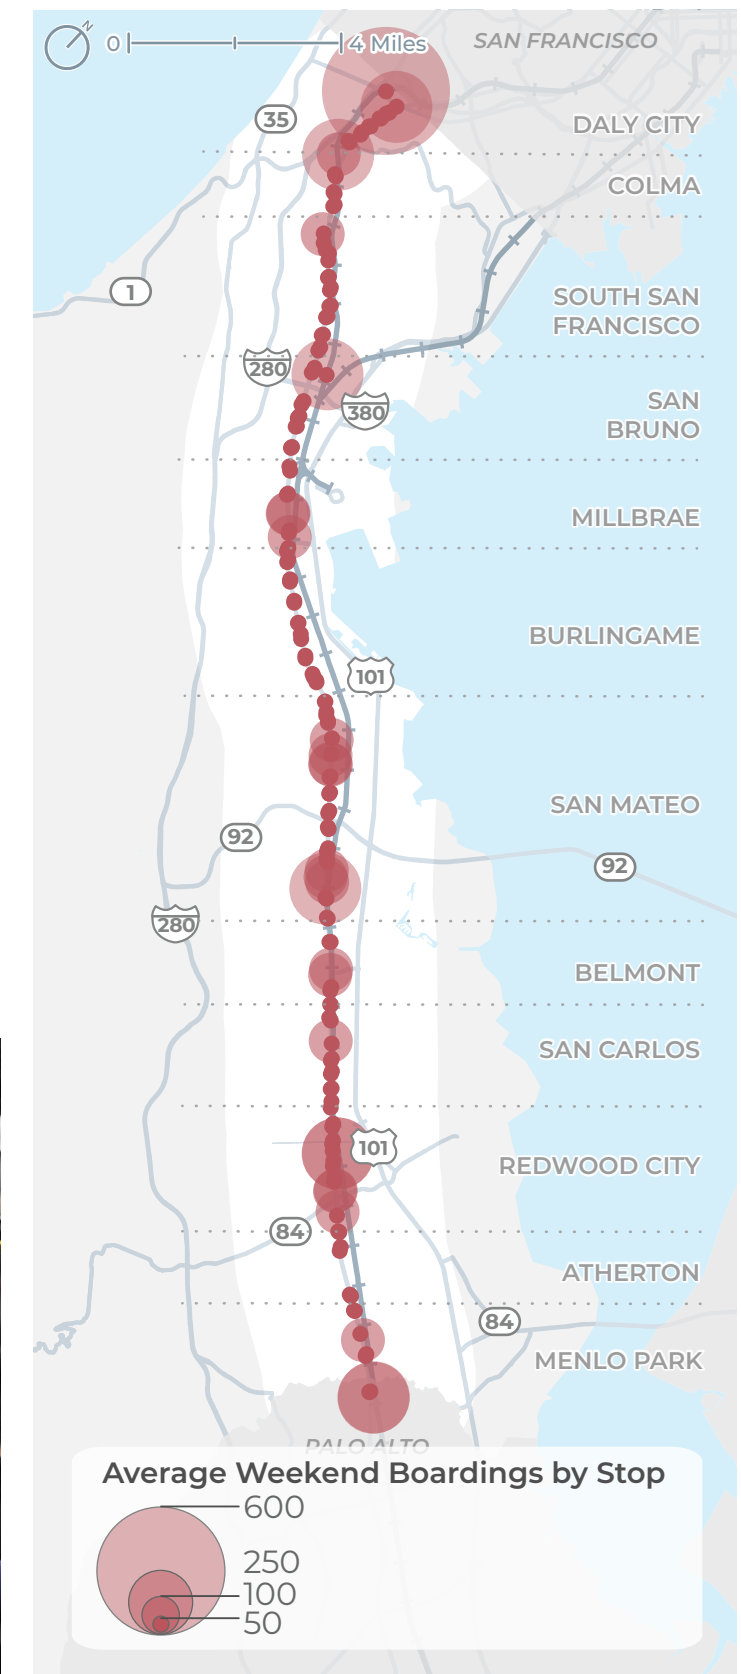 N
0
4 Miles
SAN FRANCISCO
35
DALY CITY
COLMA
1
SOUTH SAN
FRANCISCO
280
380
SAN
BRUNO
MILLBRAE
BURLINGAME
101
SAN MATEO
92
92
280
BELMONT
SAN CARLOS
101
REDWOOD CITY
84
ATHERTON
84
MENLO PARK
PALO ALTO
Average Weekend Boardings by Stop
600
250
100
50